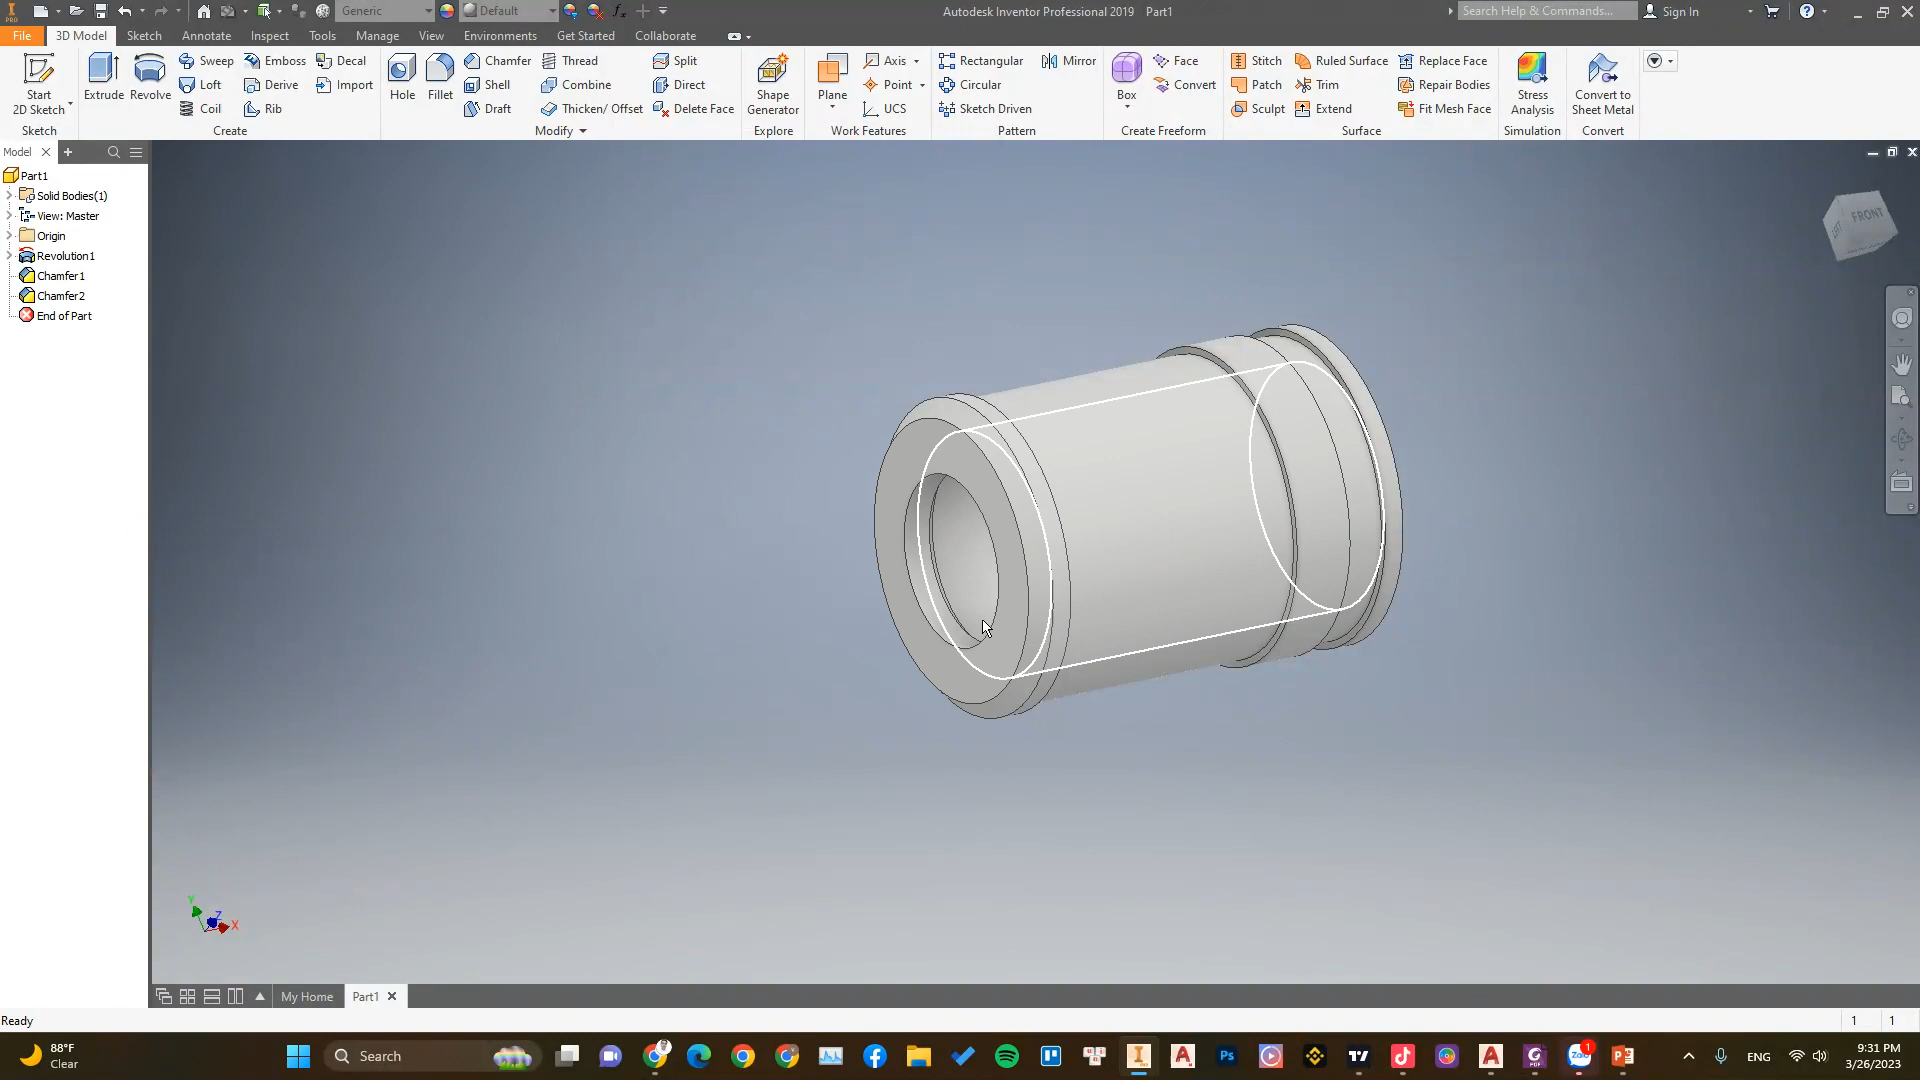 PRO
Generic
Default
Autodesk Inventor Professional 2019 Part1
Search Help & Commands...
Sign In
File
3D Model
Sketch
Annotate
Inspect
Tools
Manage
View
Environments
Get Started
Collaborate
Start
2D Sketch
Sketch
Extrude
Revolve
Sweep
Emboss
Decal
Loft
Derive
Import
Coil
Rib
Create
Hole
Fillet
Chamfer
Thread
Split
Shell
Combine
Direct
Draft
Thicken/ Offset
Delete Face
Modify
Shape
Generator
Explore
Plane
Axis
Point
UCS
Work Features
Rectangular
Mirror
Circular
Sketch Driven
Pattern
Box
Face
Convert
Create Freeform
Stitch
Ruled Surface
Replace Face
Patch
Trim
Repair Bodies
Sculpt
Extend
Fit Mesh Face
Surface
Stress
Analysis
Simulation
Convert to
Sheet Metal
Convert
Model
Part1
Solid Bodies(1)
View: Master
Origin
Revolution1
Chamfer1
Chamfer2
End of Part
FRONT
LEFT
Y
Z
X
My Home
Part1
Ready
1
1
88°F
Clear
Search
Ps
Zalo
1
ENG
9:31 PM
3/26/2023